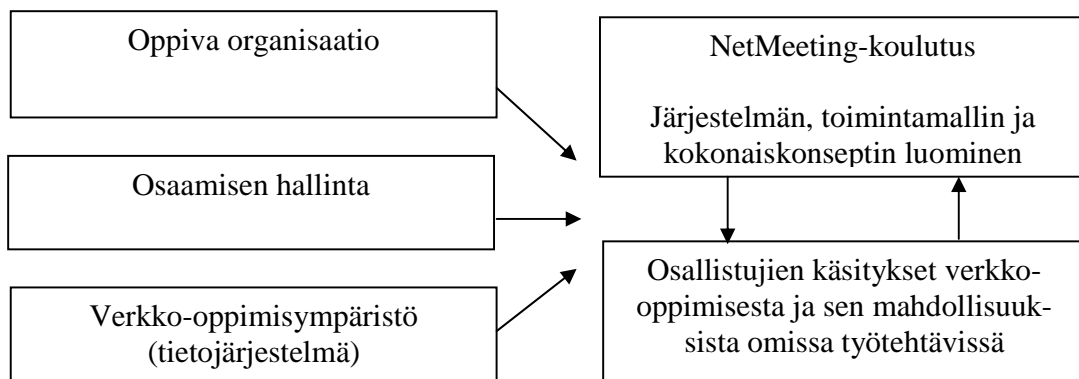 Oppiva organisaatio
Osaamisen hallinta
Verkko-oppimisympäristö
(tietojärjestelmä)
NetMeeting-koulutus
Järjestelmän, toimintamallin ja
kokonaiskonseptin luominen
Osallistujien käsitykset verkko-
oppimisesta ja sen mahdollisuuk-
sista omissa työtehtävissä